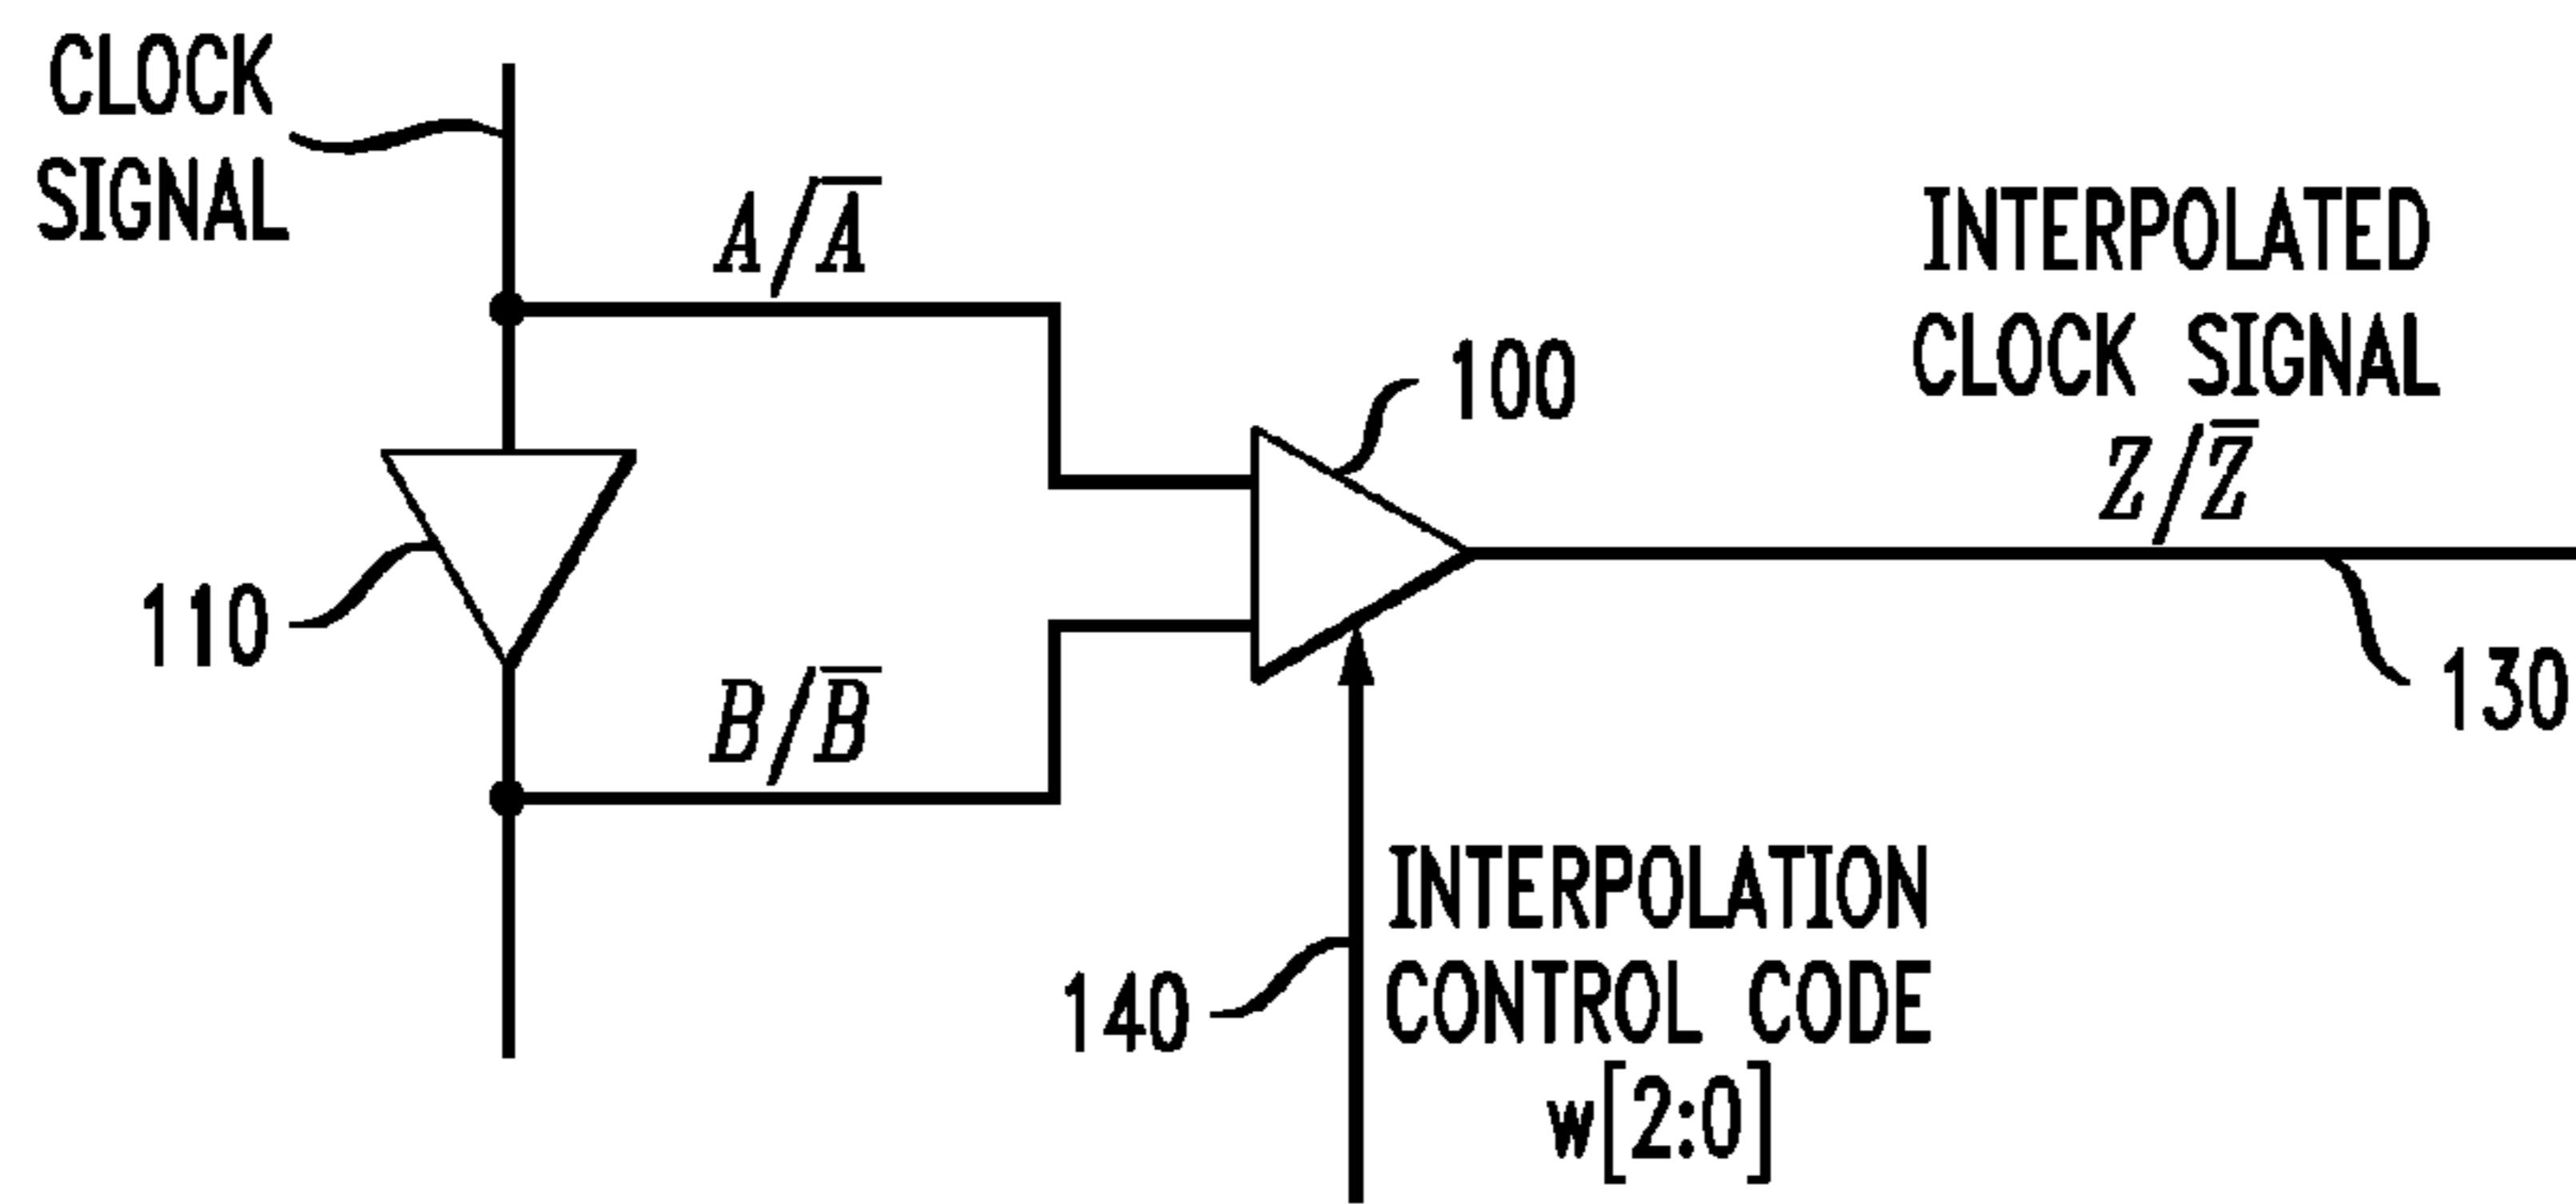 CLOCK
SIGNAL
A/A̅
INTERPOLATED
CLOCK SIGNAL
Z/Z̅
100
110
B/B̅
130
INTERPOLATION
CONTROL CODE
w[2:0]
140